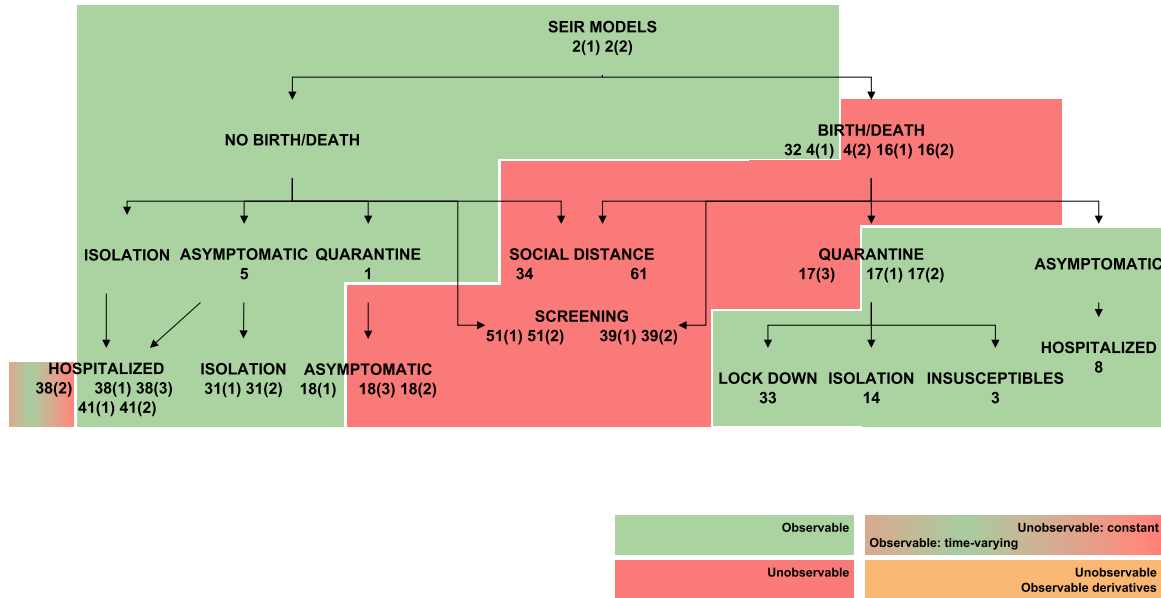 SEIR MODELS
2(1) 2(2)
NO BIRTH/DEATH
BIRTH/DEATH
32 4(1) 4(2) 16(1) 16(2)
ISOLATION
ASYMPTOMATIC
5
QUARANTINE
1
SOCIAL DISTANCE
34 61
QUARANTINE
17(3) 17(1) 17(2)
ASYMPTOMATIC
SCREENING
51(1) 51(2) 39(1) 39(2)
HOSPITALIZED
8
HOSPITALIZED
38(2) 38(1) 38(3)
41(1) 41(2)
ISOLATION
31(1) 31(2)
ASYMPTOMATIC
18(1) 18(3) 18(2)
LOCK DOWN
33
ISOLATION
14
INSUSCEPTIBLES
3
Observable
Unobservable: constant
Observable: time-varying
Unobservable
Unobservable
Observable derivatives